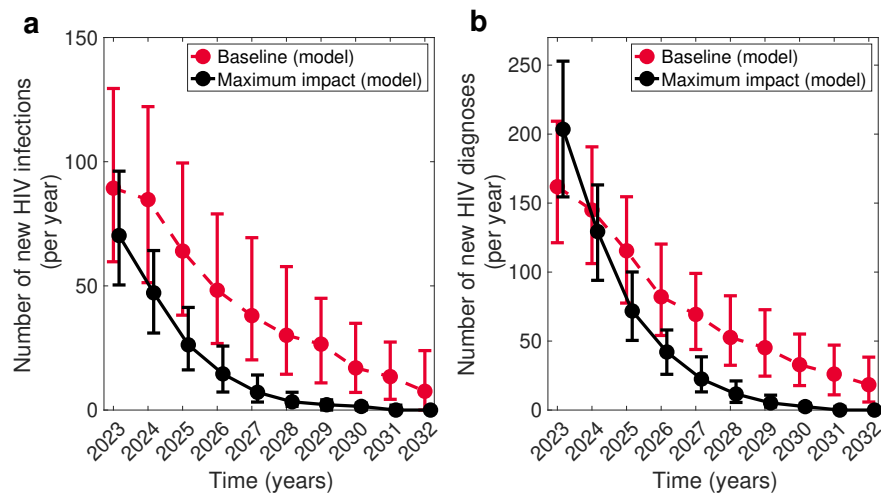 a
150
100
50
0
Number of new HIV infections
(per year)
Baseline (model)
Maximum impact (model)
2023
2024
2025
2026
2027
2028
2029
2030
2031
2032
Time (years)
b
250
200
150
100
50
0
Number of new HIV diagnoses
(per year)
Baseline (model)
Maximum impact (model)
2023
2024
2025
2026
2027
2028
2029
2030
2031
2032
Time (years)